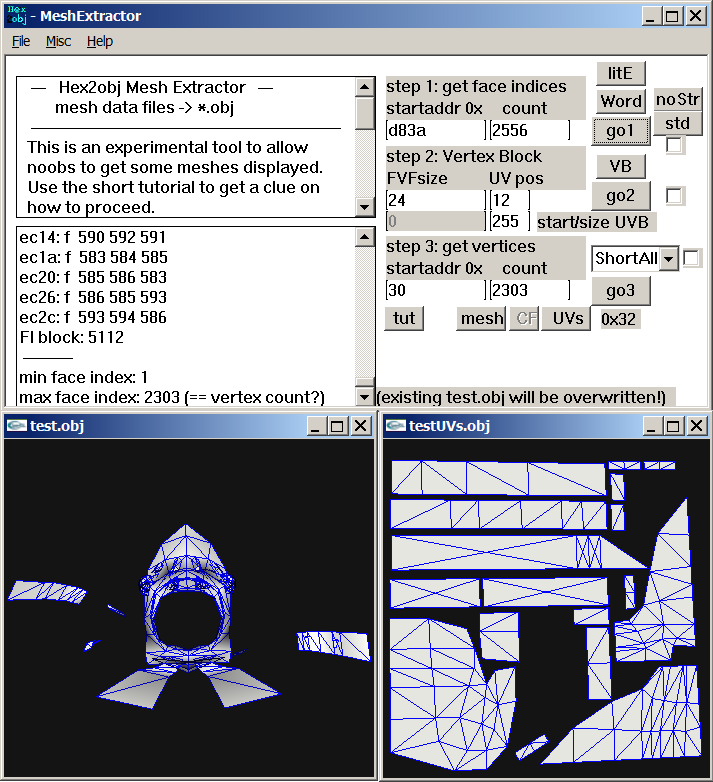 Hex
obj - MeshExtractor
File Misc Help
— Hex2obj Mesh Extractor —
mesh data files -> *.obj
This is an experimental tool to allow
noobs to get some meshes displayed.
Use the short tutorial to get a clue on
how to proceed.
ec14: f 590 592 591
ec1a: f 583 584 585
ec20: f 585 586 583
ec26: f 586 585 593
ec2c: f 593 594 586
FI block: 5112
min face index: 1
max face index: 2303 (== vertex count?)
step 1: get face indices
startaddr 0x count
d83a 2556
litE
Word noStr
go1 std
step 2: Vertex Block
FVFsize UV pos
24 12
0 255 start/size UVB
VB
go2
step 3: get vertices
startaddr 0x count
30 2303
ShortAll
go3
tut mesh CF UVs 0x32
(existing test.obj will be overwritten!)
test.obj
testUVs.obj